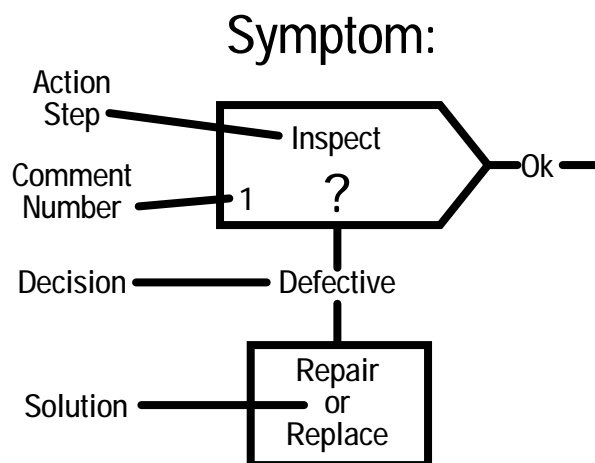 Symptom:
Action
Step
Inspect
Ok
Comment
Number
1
?
Decision
Defective
Solution
Repair
or
Replace